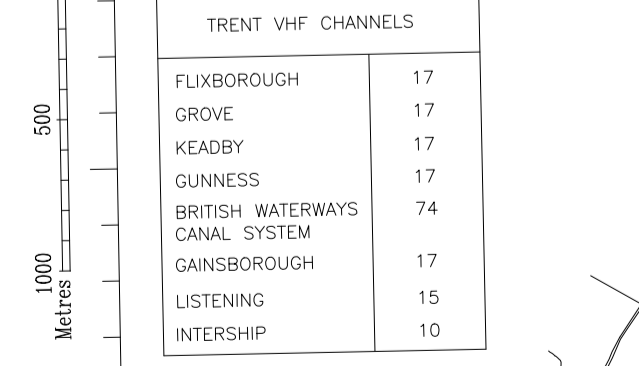 TRENT VHF CHANNELS
FLIXBOROUGH 17
GROVE 17
KEADBY 17
GUNNESS 17
BRITISH WATERWAYS 74
CANAL SYSTEM
GAINSBOROUGH 17
LISTENING 15
INTERSHIP 10
500
1000
Metres